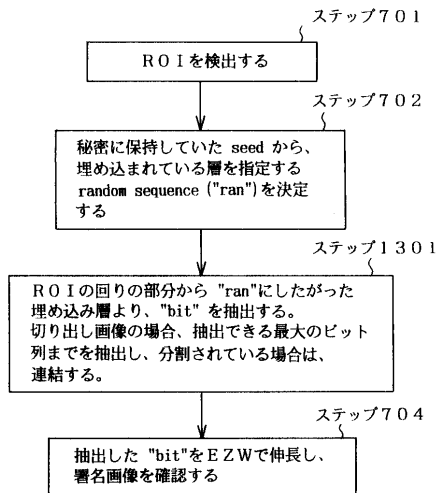 ステップ701
ROIを検出する
ステップ702
秘密に保持していた seed から、
埋め込まれている層を指定する
random sequence ("ran")を決定
する
ステップ1301
ROIの回りの部分から "ran"にしたがった
埋め込み層より、"bit" を抽出する。
切り出し画像の場合、抽出できる最大のビット
列までを抽出し、分割されている場合は、
連結する。
ステップ704
抽出した "bit"をEZWで伸長し、
署名画像を確認する